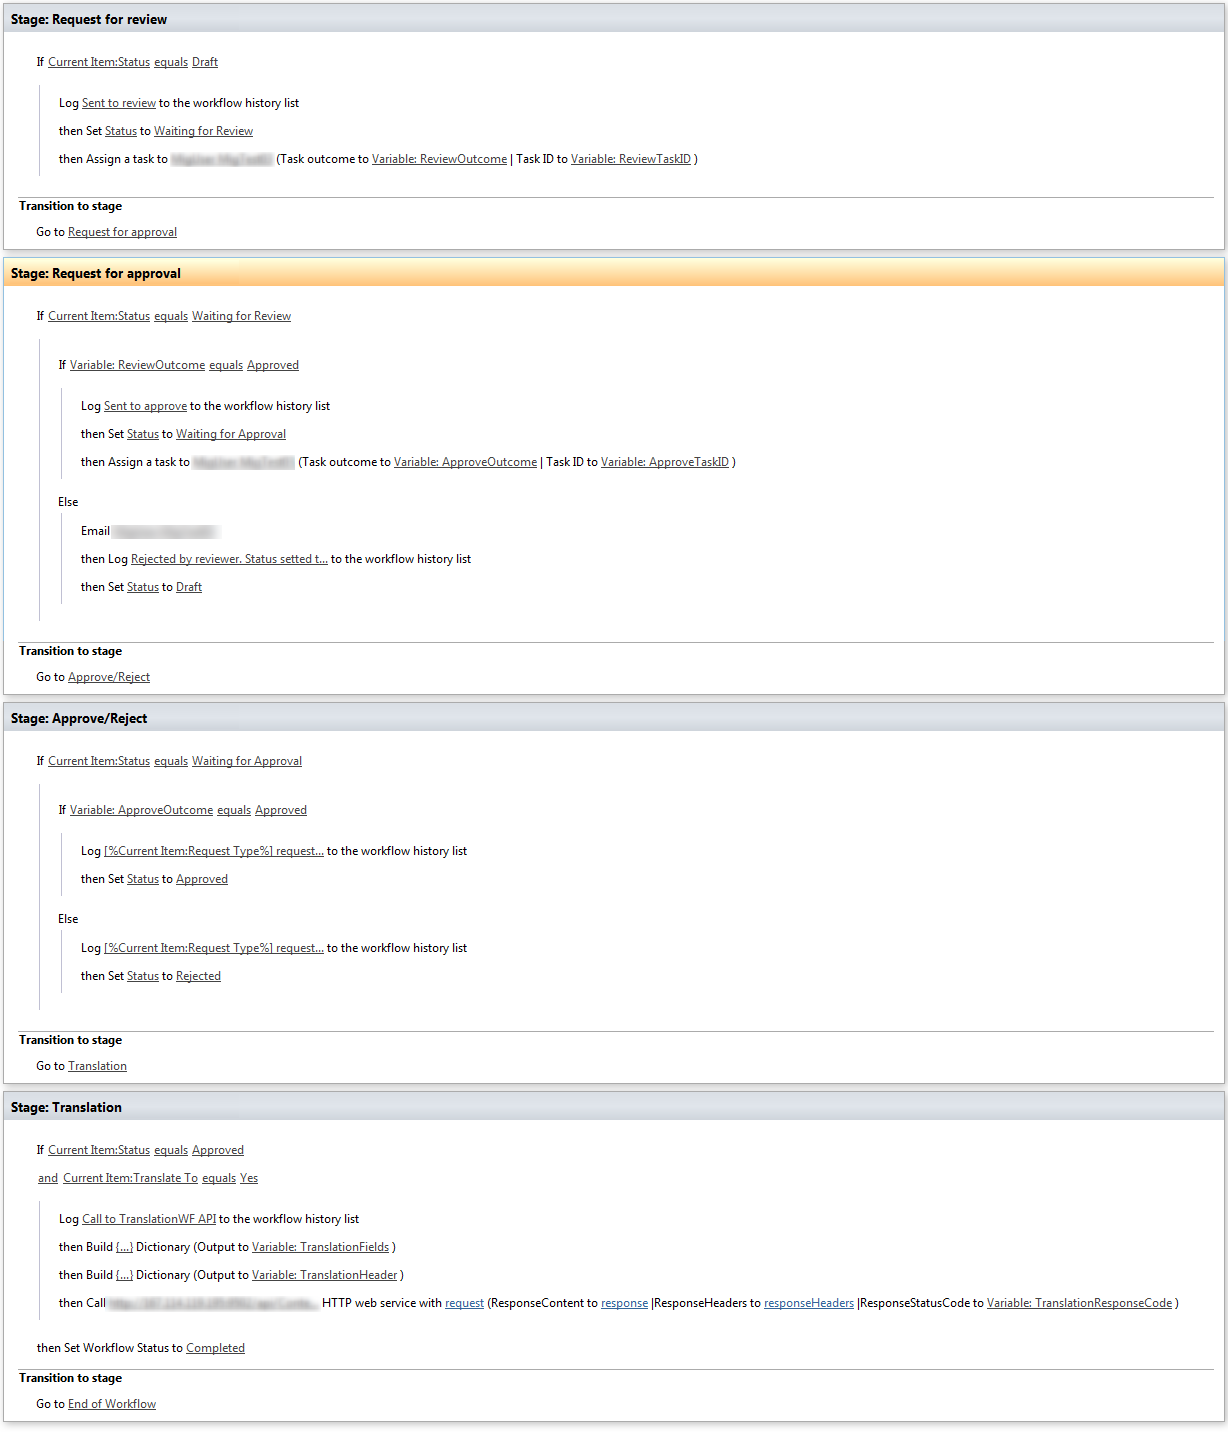 Stage: Request for review
If Current Item:Status equals Draft
Log Sent to review to the workflow history list
then Set Status to Waiting for Review
then Assign a task to (Task outcome to Variable: ReviewOutcome | Task ID to Variable: ReviewTaskID )
Transition to stage
Go to Request for approval
Stage: Request for approval
If Current Item:Status equals Waiting for Review
If Variable: ReviewOutcome equals Approved
Log Sent to approve to the workflow history list
then Set Status to Waiting for Approval
then Assign a task to (Task outcome to Variable: ApproveOutcome | Task ID to Variable: ApproveTaskID )
Else
Email
then Log Rejected by reviewer. Status setted t... to the workflow history list
then Set Status to Draft
Transition to stage
Go to Approve/Reject
Stage: Approve/Reject
If Current Item:Status equals Waiting for Approval
If Variable: ApproveOutcome equals Approved
Log [%Current Item:Request Type%] request... to the workflow history list
then Set Status to Approved
Else
Log [%Current Item:Request Type%] request... to the workflow history list
then Set Status to Rejected
Transition to stage
Go to Translation
Stage: Translation
If Current Item:Status equals Approved
and Current Item:Translate To equals Yes
Log Call to TranslationWF API to the workflow history list
then Build {...} Dictionary (Output to Variable: TranslationFields )
then Build {...} Dictionary (Output to Variable: TranslationHeader )
then Call HTTP web service with request (ResponseContent to response |ResponseHeaders to responseHeaders |ResponseStatusCode to Variable: TranslationResponseCode )
then Set Workflow Status to Completed
Transition to stage
Go to End of Workflow